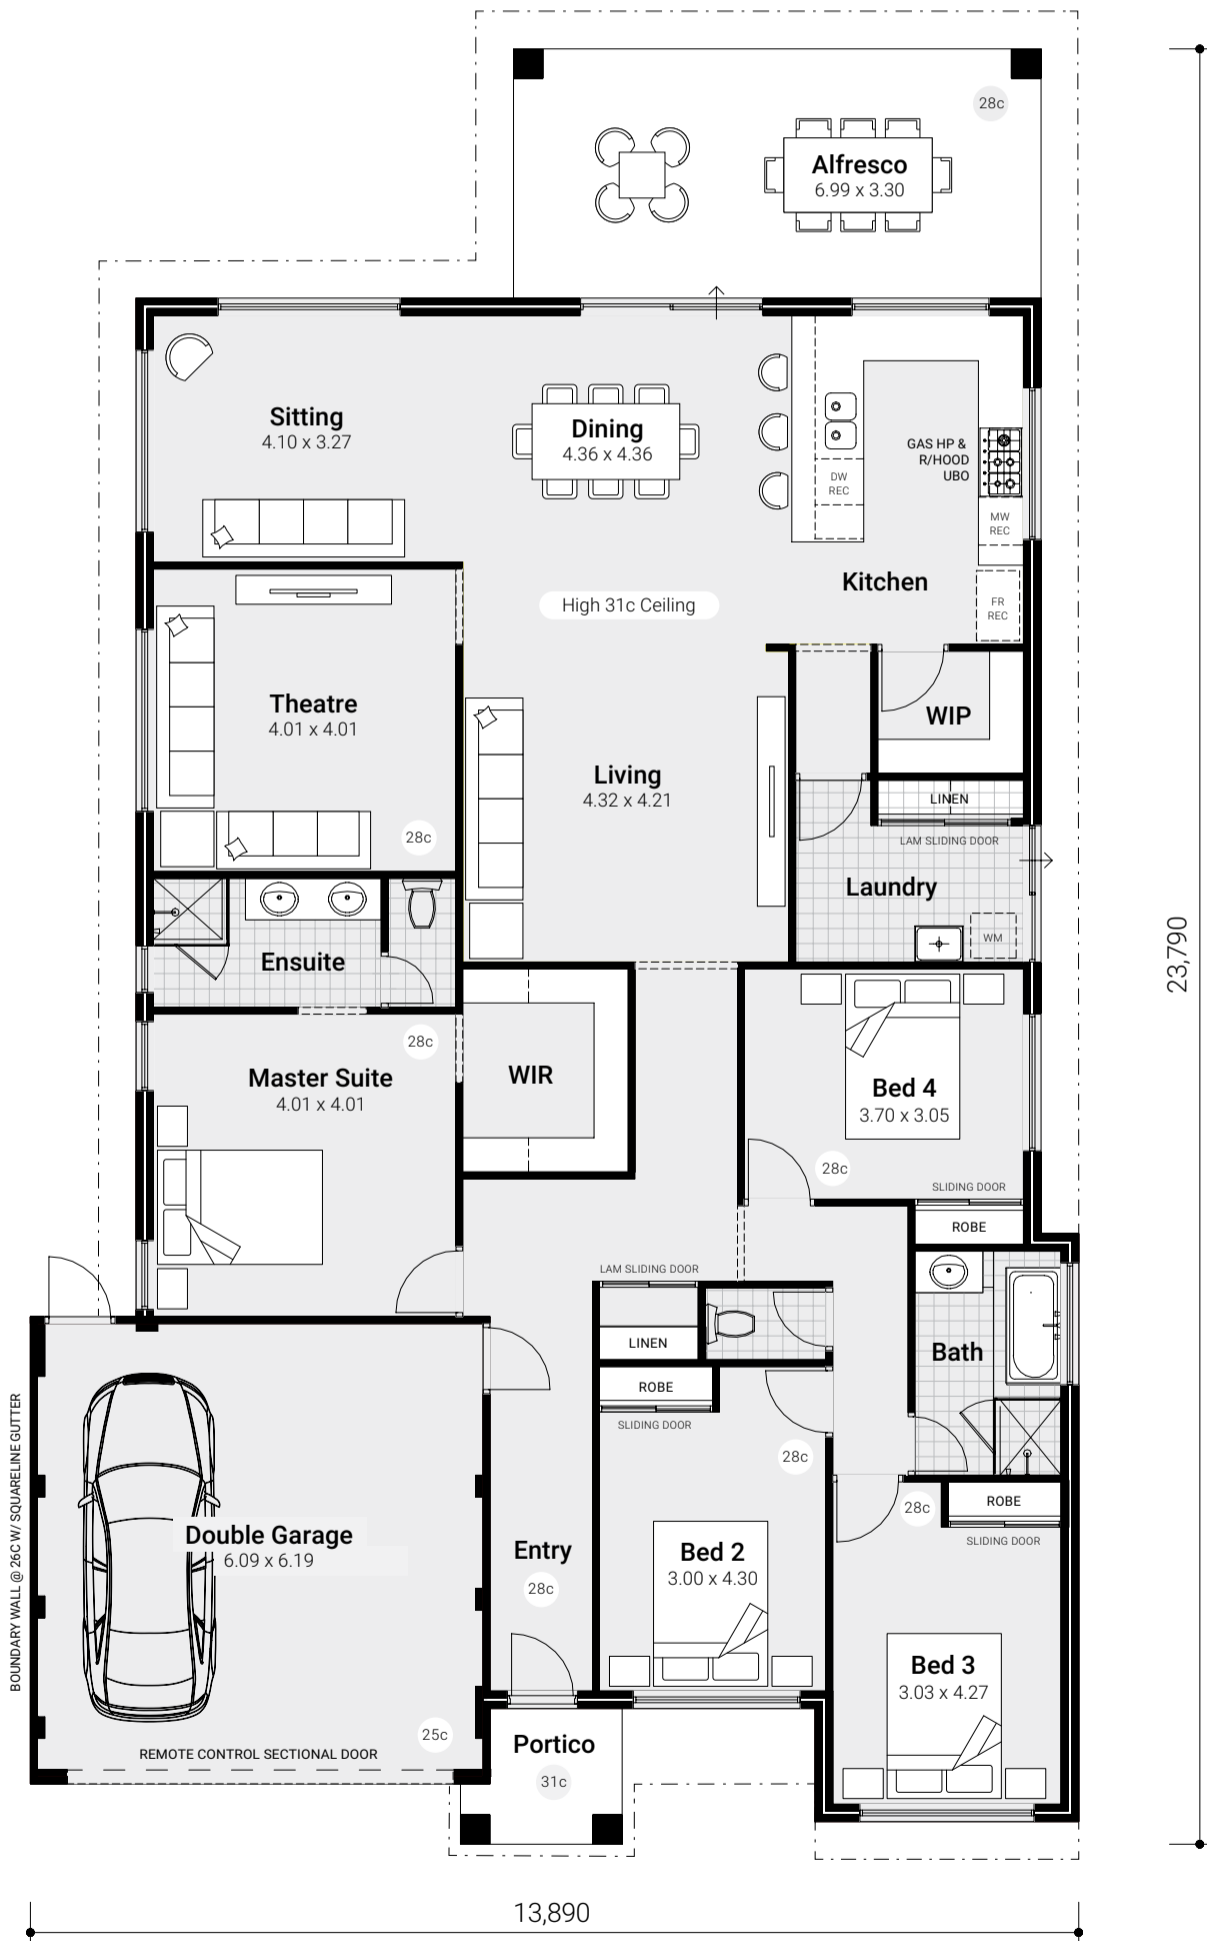 28c
Alfresco
6.99 x 3.30
Sitting
4.10 x 3.27
Dining
4.36 x 4.36
GAS HP &
R/HOOD
UBO
DW
REC
MW
REC
Kitchen
FR
REC
High 31c Ceiling
Theatre
4.01 x 4.01
28c
WIP
Living
4.32 x 4.21
LINEN
LAM SLIDING DOOR
Laundry
WM
Ensuite
23,790
28c
Master Suite
4.01 x 4.01
WIR
Bed 4
3.70 x 3.05
28c
SLIDING DOOR
ROBE
LAM SLIDING DOOR
LINEN
Bath
ROBE
SLIDING DOOR
28c
28c
ROBE
SLIDING DOOR
BOUNDARY WALL @ 26C W/ SQUARELINE GUTTER
Double Garage
6.09 x 6.19
Entry
28c
Bed 2
3.00 x 4.30
Bed 3
3.03 x 4.27
25c
REMOTE CONTROL SECTIONAL DOOR
Portico
31c
13,890